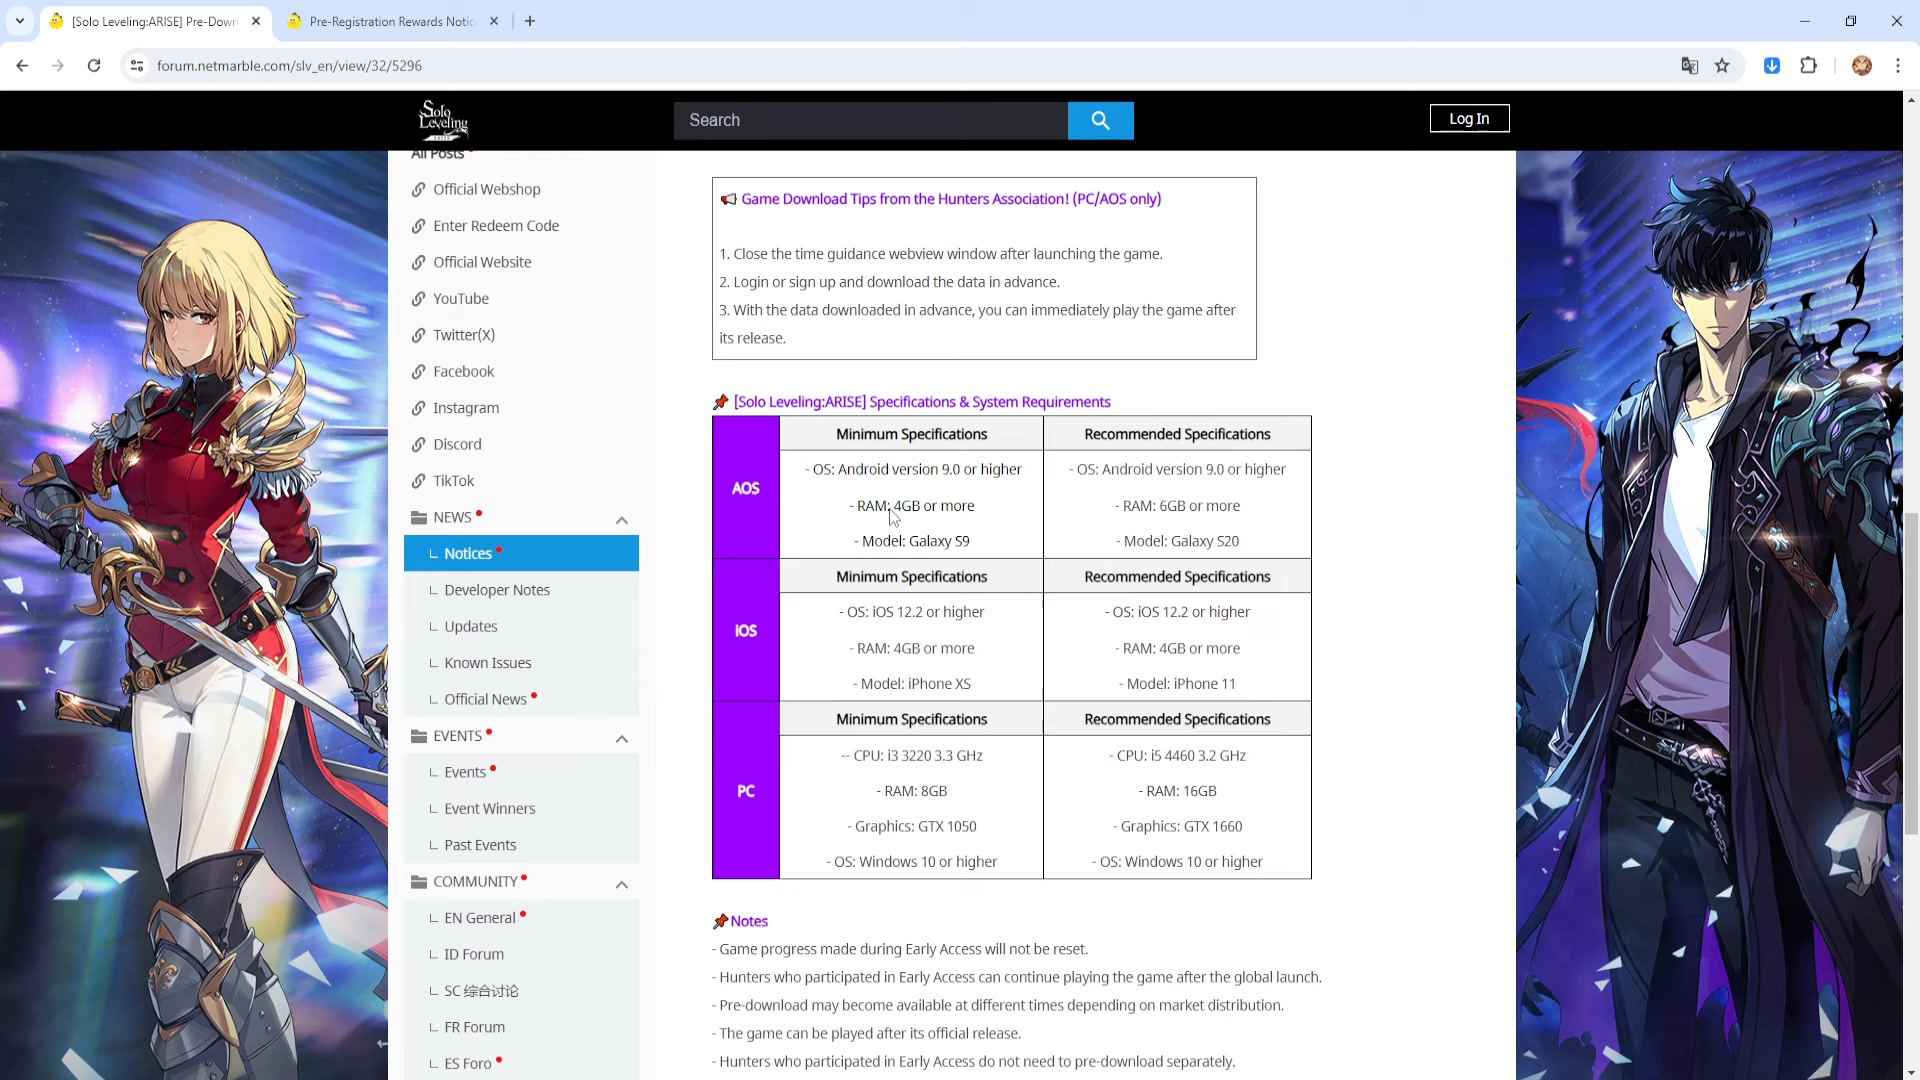 [Solo Leveling:ARISE] Pre-Down
Pre-Registration Rewards Notic
forum.netmarble.com/slv_en/view/32/5296
Solo Leveling
Search
Log In
All Posts
Official Webshop
Enter Redeem Code
Official Website
YouTube
Twitter(X)
Facebook
Instagram
Discord
TikTok
NEWS
Notices
Developer Notes
Updates
Known Issues
Official News
EVENTS
Events
Event Winners
Past Events
COMMUNITY
EN General
ID Forum
SC 综合讨论
FR Forum
ES Foro
Game Download Tips from the Hunters Association! (PC/AOS only)
1. Close the time guidance webview window after launching the game.
2. Login or sign up and download the data in advance.
3. With the data downloaded in advance, you can immediately play the game after
its release.
[Solo Leveling:ARISE] Specifications & System Requirements
AOS
Minimum Specifications
- OS: Android version 9.0 or higher
- RAM: 4GB or more
- Model: Galaxy S9
Recommended Specifications
- OS: Android version 9.0 or higher
- RAM: 6GB or more
- Model: Galaxy S20
iOS
Minimum Specifications
- OS: iOS 12.2 or higher
- RAM: 4GB or more
- Model: iPhone XS
Recommended Specifications
- OS: iOS 12.2 or higher
- RAM: 4GB or more
- Model: iPhone 11
PC
Minimum Specifications
-- CPU: i3 3220 3.3 GHz
- RAM: 8GB
- Graphics: GTX 1050
- OS: Windows 10 or higher
Recommended Specifications
- CPU: i5 4460 3.2 GHz
- RAM: 16GB
- Graphics: GTX 1660
- OS: Windows 10 or higher
Notes
- Game progress made during Early Access will not be reset.
- Hunters who participated in Early Access can continue playing the game after the global launch.
- Pre-download may become available at different times depending on market distribution.
- The game can be played after its official release.
- Hunters who participated in Early Access do not need to pre-download separately.